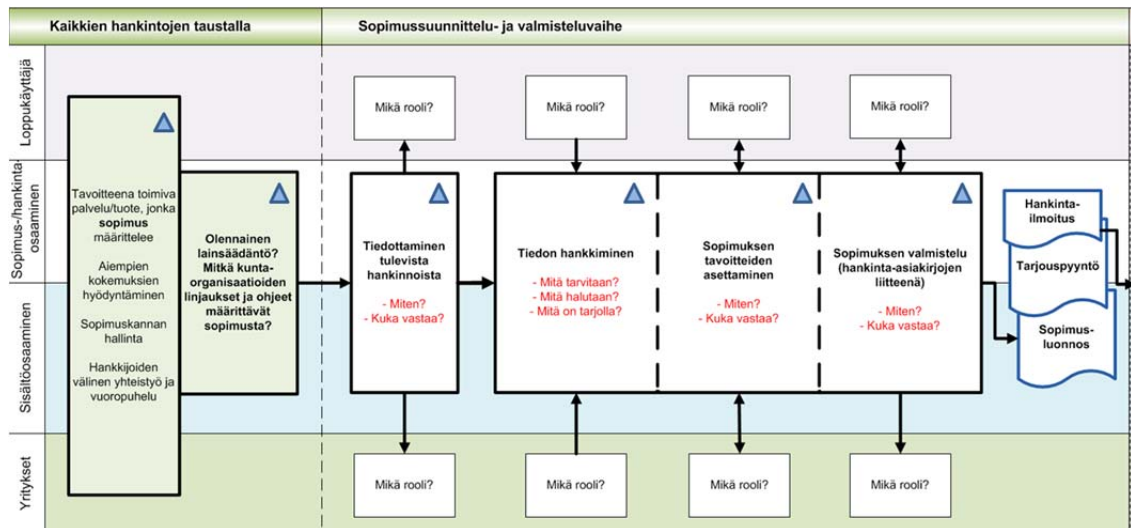 Kaikkien hankintojen taustalla
Sopimussuunnittelu- ja valmisteluvaihe
Loppukäyttäjä
Mikä rooli?
Mikä rooli?
Mikä rooli?
Mikä rooli?
Sopimus-/hankinta-
osaaminen
Sisältöosaaminen
Tavoitteena toimiva
palvelu/tuote, jonka
sopimus
määrittelee
Aiempien
kokemuksien
hyödyntäminen
Sopimuskannan
hallinta
Hankkijoiden
välinen yhteistyö ja
vuoropuhelu
Olennainen
lainsäädäntö?
Mitkä kunta-
organisaatioiden
linjaukset ja ohjeet
määrittävät
sopimusta?
Tiedottaminen
tulevista
hankinnoista
- Miten?
- Kuka vastaa?
Tiedon hankkiminen
- Mitä tarvitaan?
- Mitä halutaan?
- Mitä on tarjolla?
Sopimuksen
tavoitteiden
asettaminen
- Miten?
- Kuka vastaa?
Sopimuksen valmistelu
(hankinta-asiakirjojen
liitteenä)
- Miten?
- Kuka vastaa?
Hankinta-
ilmoitus
Tarjouspyyntö
Sopimus-
luonnos
Yritykset
Mikä rooli?
Mikä rooli?
Mikä rooli?
Mikä rooli?